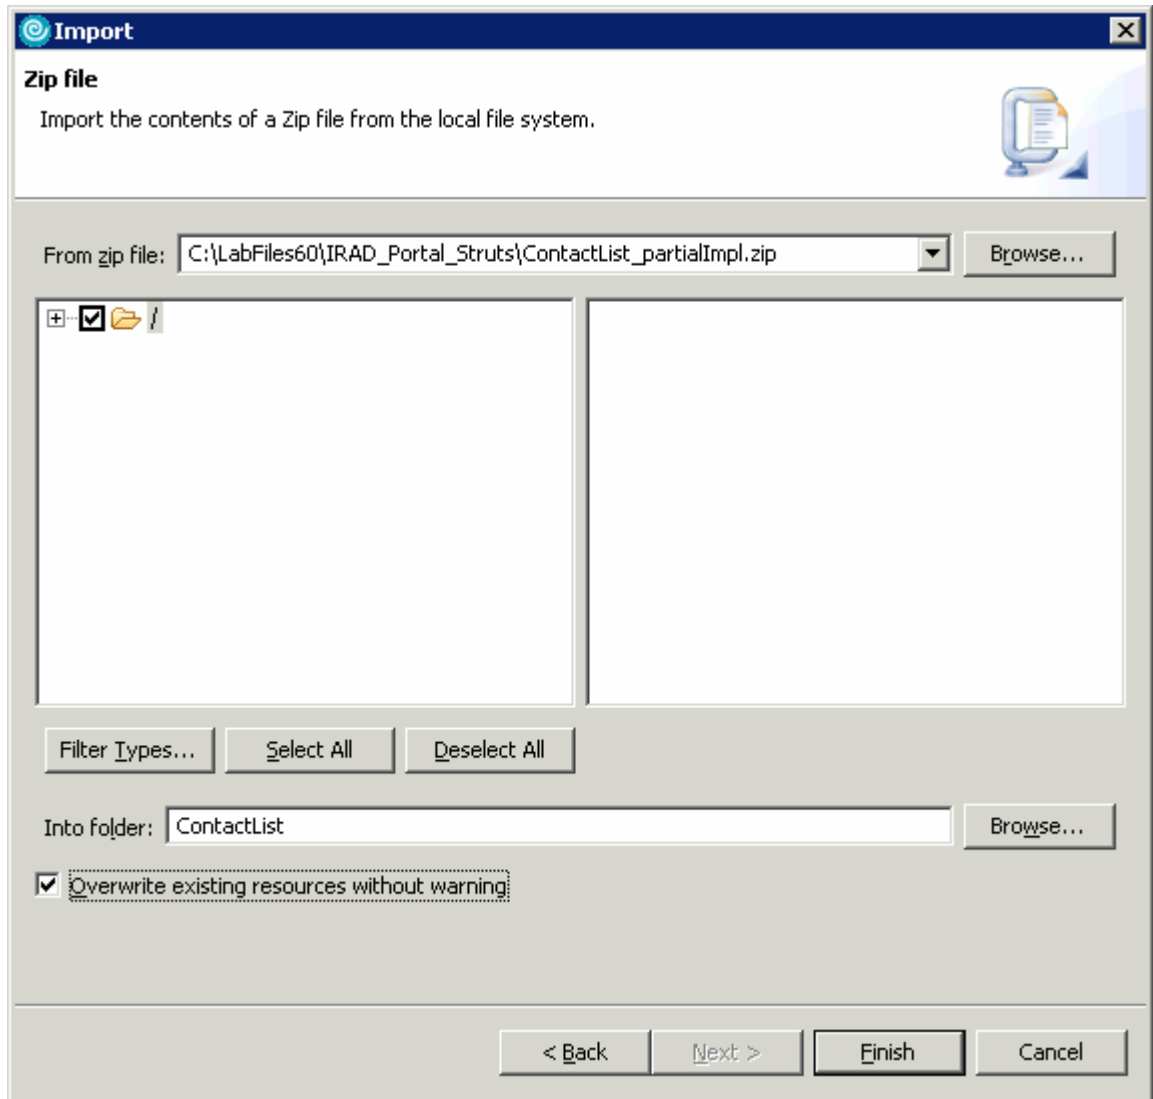 Import
Zip file
Import the contents of a Zip file from the local file system.
From zip file: C:\LabFiles60\IRAD_Portal_Struts\ContactList_partialImpl.zip Browse...
/
Filter Types... Select All Deselect All
Into folder: ContactList Browse...
Overwrite existing resources without warning
< Back Next > Finish Cancel